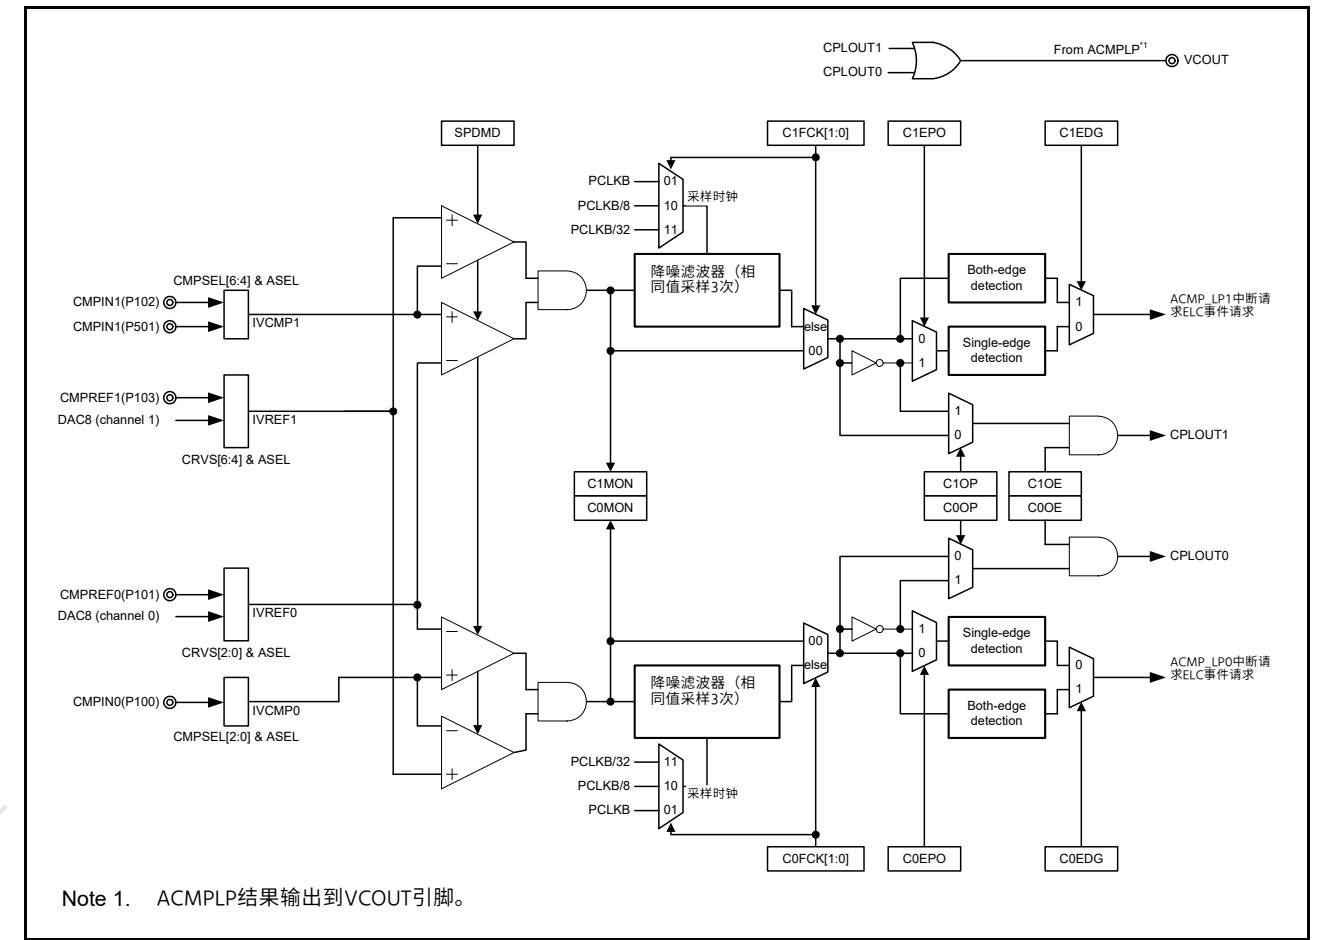 CPLOUT1
CPLOUT0
From ACMPLP*1
VCOUT
SPDMD
C1FCK[1:0]
C1EPO
C1EDG
PCLKB
01
采样时钟
PCLKB/8
10
PCLKB/32
11
降噪滤波器（相
同值采样3次）
+
−
+
−
CMPSEL[6:4] & ASEL
CMPIN1(P102)
CMPIN1(P501)
IVCMP1
CMPREF1(P103)
DAC8 (channel 1)
IVREF1
CRVS[6:4] & ASEL
else
00
0
1
Both-edge
detection
Single-edge
detection
1
0
ACMP_LP1中断请
求ELC事件请求
1
0
CPLOUT1
C1MON
C0MON
C1OP
C0OP
C1OE
C0OE
0
1
CPLOUT0
CMPREF0(P101)
DAC8 (channel 0)
IVREF0
CRVS[2:0] & ASEL
CMPIN0(P100)
IVCMP0
CMPSEL[2:0] & ASEL
−
+
−
+
00
else
降噪滤波器（相
同值采样3次）
1
0
Single-edge
detection
Both-edge
detection
0
1
ACMP_LP0中断请
求ELC事件请求
PCLKB/32
11
PCLKB/8
10
采样时钟
PCLKB
01
C0FCK[1:0]
C0EPO
C0EDG
Note 1. ACMPLP结果输出到VCOUT引脚。